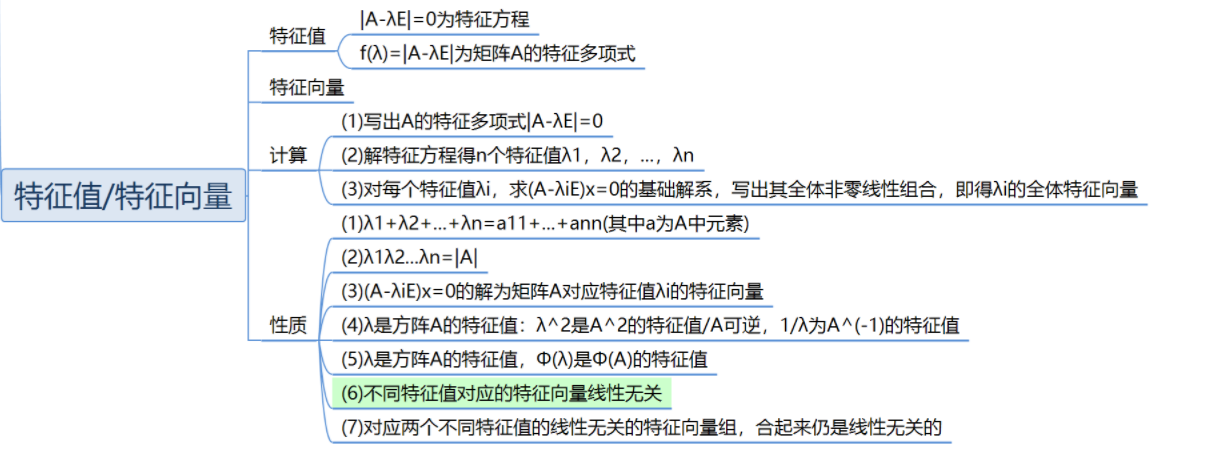 特征值/特征向量
特征值
|A-λE|=0为特征方程
f(λ)=|A-λE|为矩阵A的特征多项式
特征向量
计算
(1)写出A的特征多项式|A-λE|=0
(2)解特征方程得n个特征值λ1，λ2，...，λn
(3)对每个特征值λi，求(A-λiE)x=0的基础解系，写出其全体非零线性组合，即得λi的全体特征向量
性质
(1)λ1+λ2+...+λn=a11+...+ann(其中a为A中元素)
(2)λ1λ2...λn=|A|
(3)(A-λiE)x=0的解为矩阵A对应特征值λi的特征向量
(4)λ是方阵A的特征值：λ^2是A^2的特征值/A可逆，1/λ为A^(-1)的特征值
(5)λ是方阵A的特征值，Φ(λ)是Φ(A)的特征值
(6)不同特征值对应的特征向量线性无关
(7)对应两个不同特征值的线性无关的特征向量组，合起来仍是线性无关的